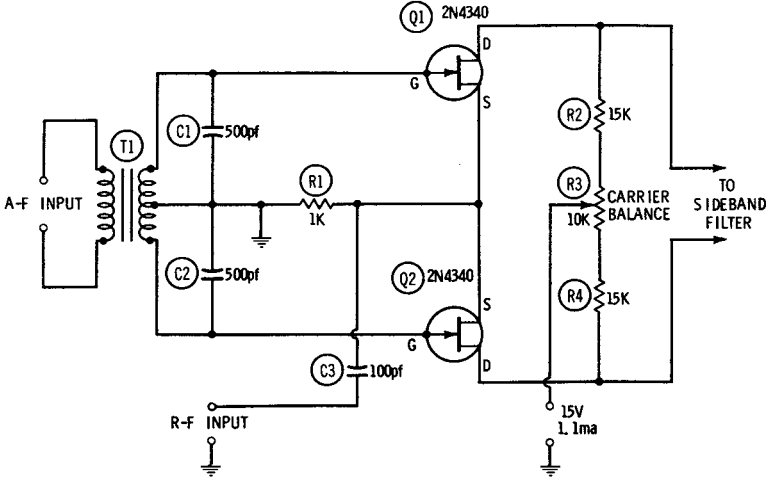 Q1 2N4340
D
G
S
C1 500pf
T1
R2 15K
R1
1K
R3
10K
CARRIER
BALANCE
TO
SIDEBAND
FILTER
A-F INPUT
C2 500pf
Q2 2N4340
S
G
D
R4 15K
C3 100pf
R-F INPUT
15V
1.1ma